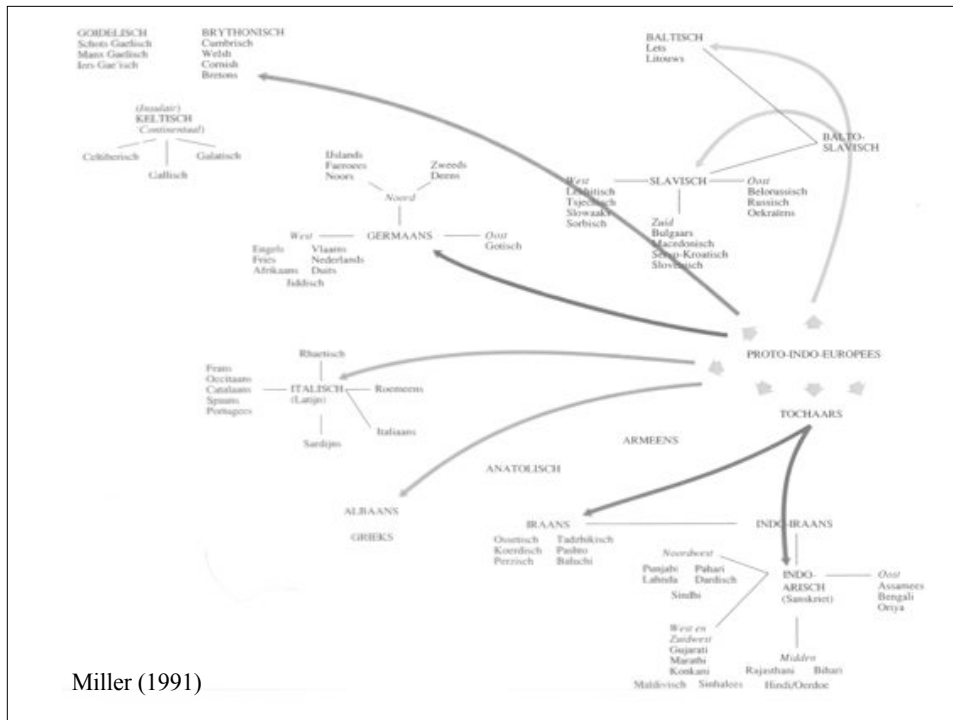 GOIDELISCH
Schots Gaelisch
Manx Gaelisch
Iers Gae'isch
BRYTHONISCH
Cumbrisch
Welsh
Cornish
Bretons
(Insulair)
KELTISCH
'Continentaal)
Celtiberisch
Gallisch
Galatisch
BALTISCH
Lets
Litouws
BALTO-
SLAVISCH
West
Lechitisch
Tsjechisch
Slowaaks
Sorbisch
SLAVISCH
Oost
Belorussisch
Russisch
Oekraïens
Zuid
Bulgaars
Macedonisch
Servo-Kroatisch
Slovenisch
IJslands
Faeroees
Noors
Zweeds
Deens
Noord
West
GERMAANS
Oost
Gotisch
Engels
Fries
Afrikaans
Vlaams
Nederlands
Duits
Jiddisch
PROTO-INDO-EUROPEES
Rhaetisch
Frans
Occitaans
Catalaans
Spaans
Portugees
ITALISCH
(Latijn)
Roemeens
Italiaans
Sardijns
TOCHAARS
ARMEENS
ANATOLISCH
ALBAANS
GRIEKS
IRAANS
Ossetisch
Koerdisch
Perzisch
Tadzhikisch
Pashto
Baluchi
INDO-IRAANS
Noordwest
Punjabi
Lahnda
Pahari
Dardisch
Sindhi
INDO-
ARISCH
(Sanskriet)
Oost
Assamees
Bengali
Oriya
West en
Zuidwest
Gujarati
Marathi
Konkani
Maldivisch
Sinhalees
Midden
Rajasthani
Bihari
Hindi/Oerdoe
Miller (1991)